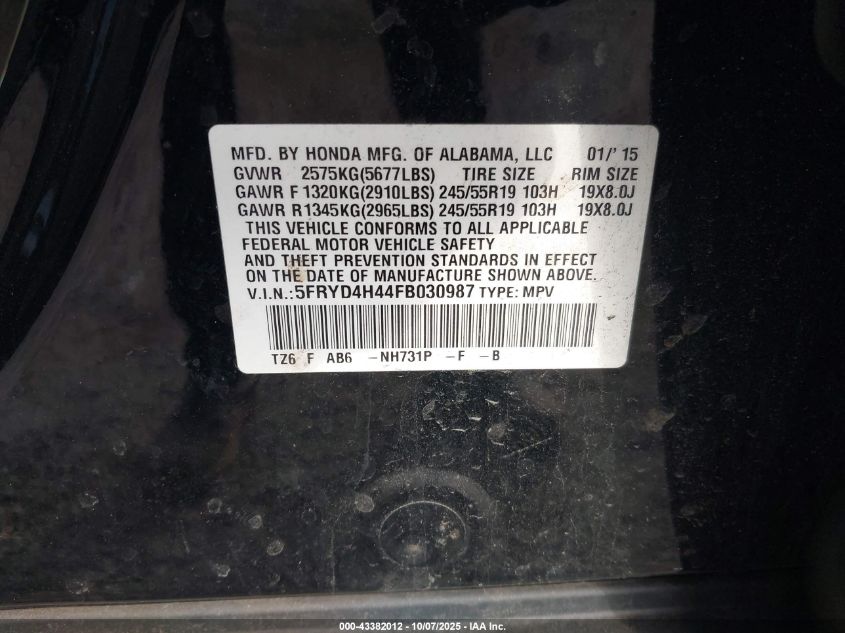 MFD. BY HONDA MFG. OF ALABAMA, LLC 01/'15
GVWR 2575KG(5677LBS) TIRE SIZE RIM SIZE
GAWR F 1320KG(2910LBS) 245/55R19 103H 19X8.0J
GAWR R1345KG(2965LBS) 245/55R19 103H 19X8.0J
THIS VEHICLE CONFORMS TO ALL APPLICABLE
FEDERAL MOTOR VEHICLE SAFETY
AND THEFT PREVENTION STANDARDS IN EFFECT
ON THE DATE OF MANUFACTURE SHOWN ABOVE.
V.I.N.:5FRYD4H44FB030987 TYPE: MPV
TZ6 F AB6 -NH731P -F -B
000-43382012 - 10/07/2025 - IAA Inc.